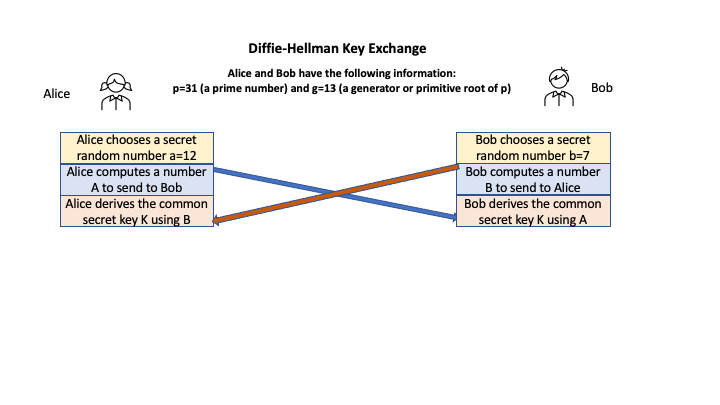 Diffie-Hellman Key Exchange
Alice and Bob have the following information:
p=31 (a prime number) and g=13 (a generator or primitive root of p)
Alice
Bob
Alice chooses a secret
random number a=12
Alice computes a number
A to send to Bob
Alice derives the common
secret key K using B
Bob chooses a secret
random number b=7
Bob computes a number
B to send to Alice
Bob derives the common
secret key K using A